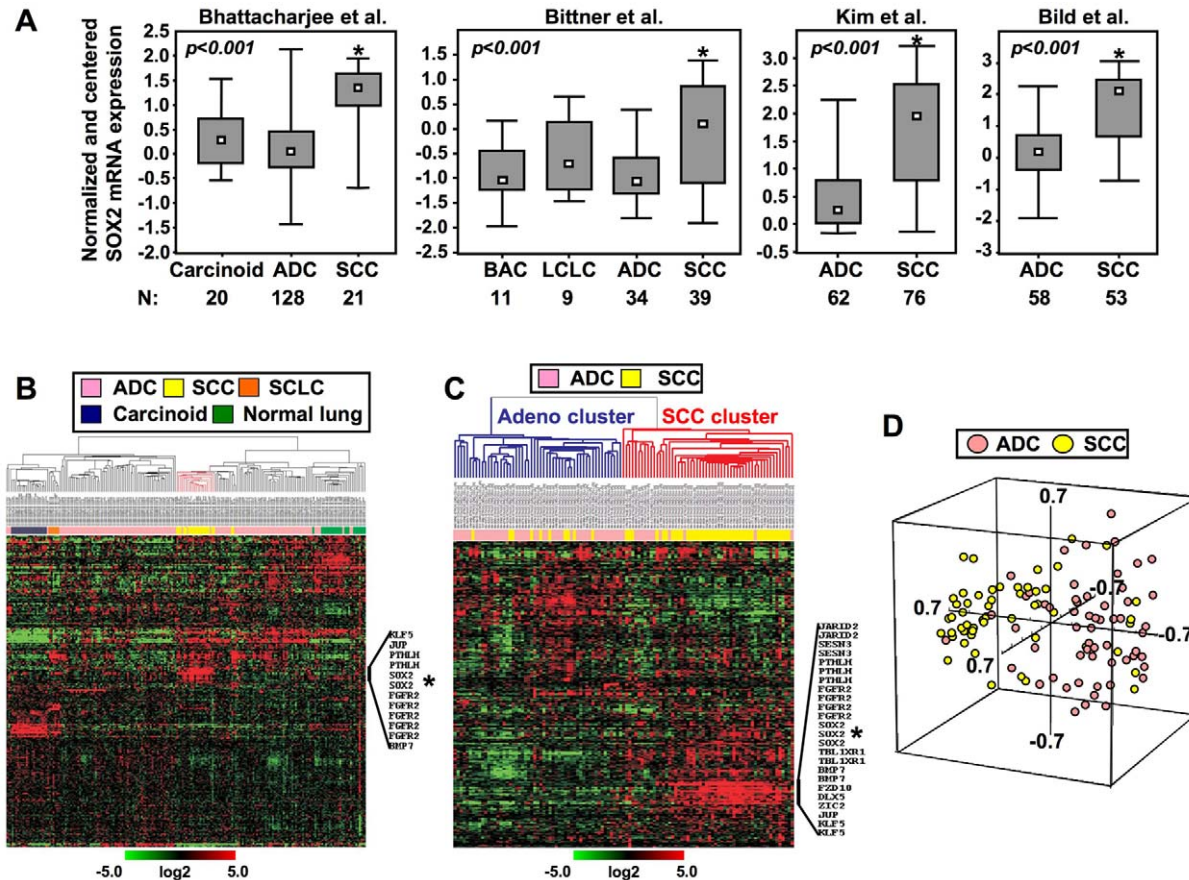 A
Bhattacharjee et al.
Bittner et al.
Kim et al.
Bild et al.
Normalized and centered
SOX2 mRNA expression
2.5
2.0
1.5
1.0
0.5
0.0
-0.5
-1.0
-1.5
-2.0
p<0.001
*
Carcinoid ADC SCC
N: 20 128 21
2.0
1.5
1.0
0.5
0.0
-0.5
-1.0
-1.5
-2.0
-2.5
p<0.001
*
BAC LCLC ADC SCC
11 9 34 39
3.5
3.0
2.5
2.0
1.5
1.0
0.5
0.0
-0.5
p<0.001
*
ADC SCC
62 76
3
2
1
0
-1
-2
-3
p<0.001
*
ADC SCC
58 53
B
ADC SCC SCLC
Carcinoid Normal lung
KLF5
JUP
PTHLH
PTHLH
SOX2
SOX2
FGFR2
FGFR2
FGFR2
FGFR2
FGFR2
BMP7
*
-5.0 log2 5.0
C
ADC SCC
Adeno cluster SCC cluster
JARID2
JARID2
SESN3
SESN3
PTHLH
PTHLH
PTHLH
FGFR2
FGFR2
FGFR2
FGFR2
SOX2
SOX2
SOX2
TBL1XR1
TBL1XR1
BMP7
BMP7
FZD10
DLX5
ZIC2
JUP
KLF5
KLF5
*
-5.0 log2 5.0
D
ADC SCC
0.7
-0.7
0.7
-0.7
0.7
-0.7